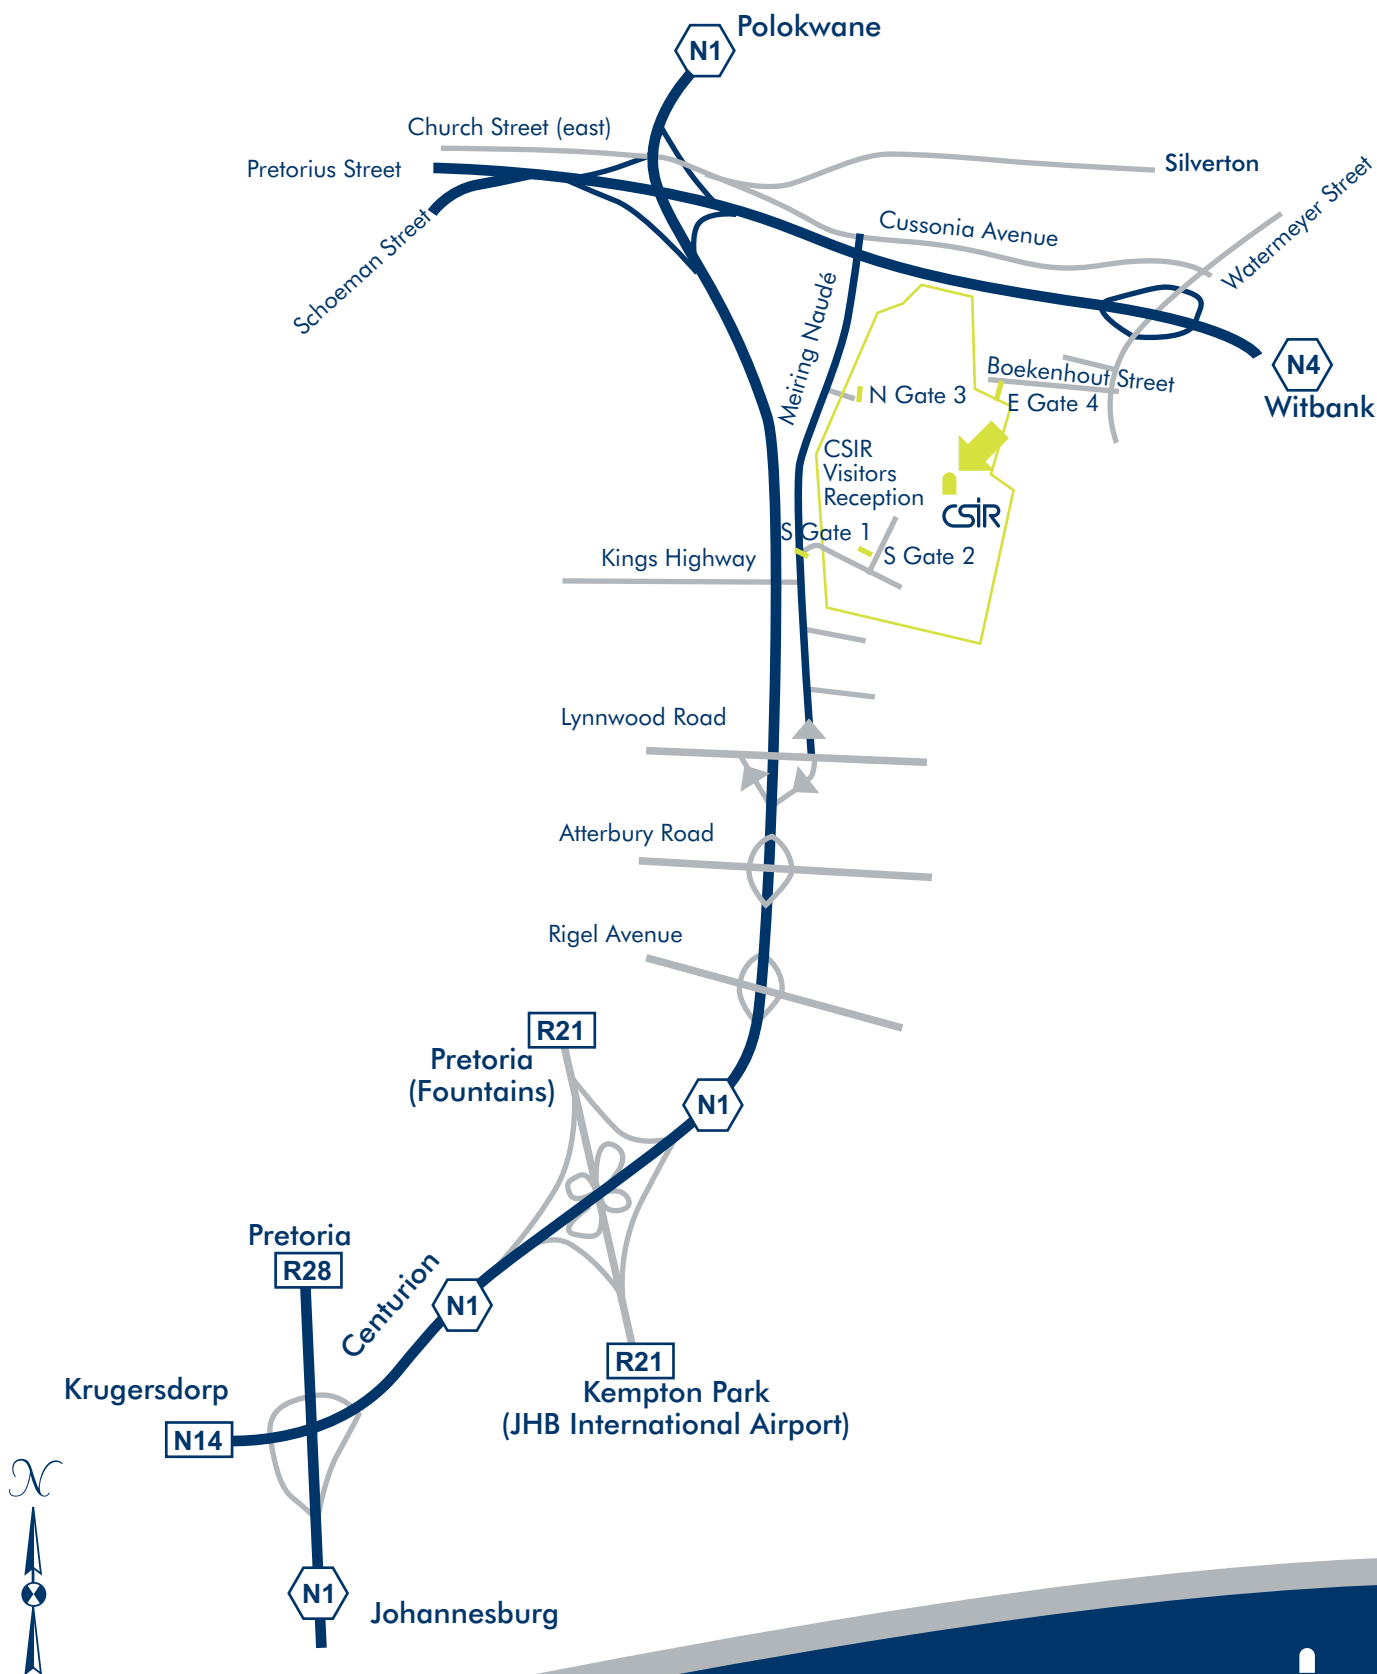 N1
Polokwane
Church Street (east)
Pretorius Street
Silverton
Schoeman Street
Cussonia Avenue
Watermeyer Street
Meiring Naudé
N4
Witbank
Boekenhout Street
N Gate 3
E Gate 4
CSIR
Visitors
Reception
CSIR
S Gate 1
S Gate 2
Kings Highway
Lynnwood Road
Atterbury Road
Rigel Avenue
R21
Pretoria
(Fountains)
N1
Pretoria
R28
Centurion
N1
R21
Kempton Park
(JHB International Airport)
Krugersdorp
N14
N
N1
Johannesburg